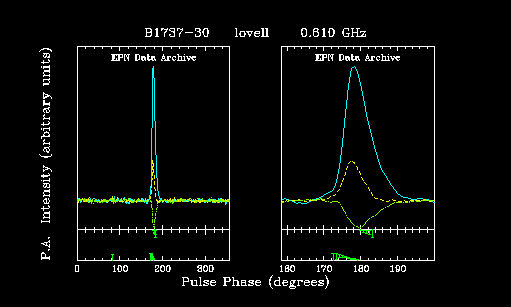 B1737-30 lovell 0.610 GHz
EPN Data Archive EPN Data Archive
P.A. Intensity (arbitrary units)
0 100 200 300 160 170 180 190
Pulse Phase (degrees)